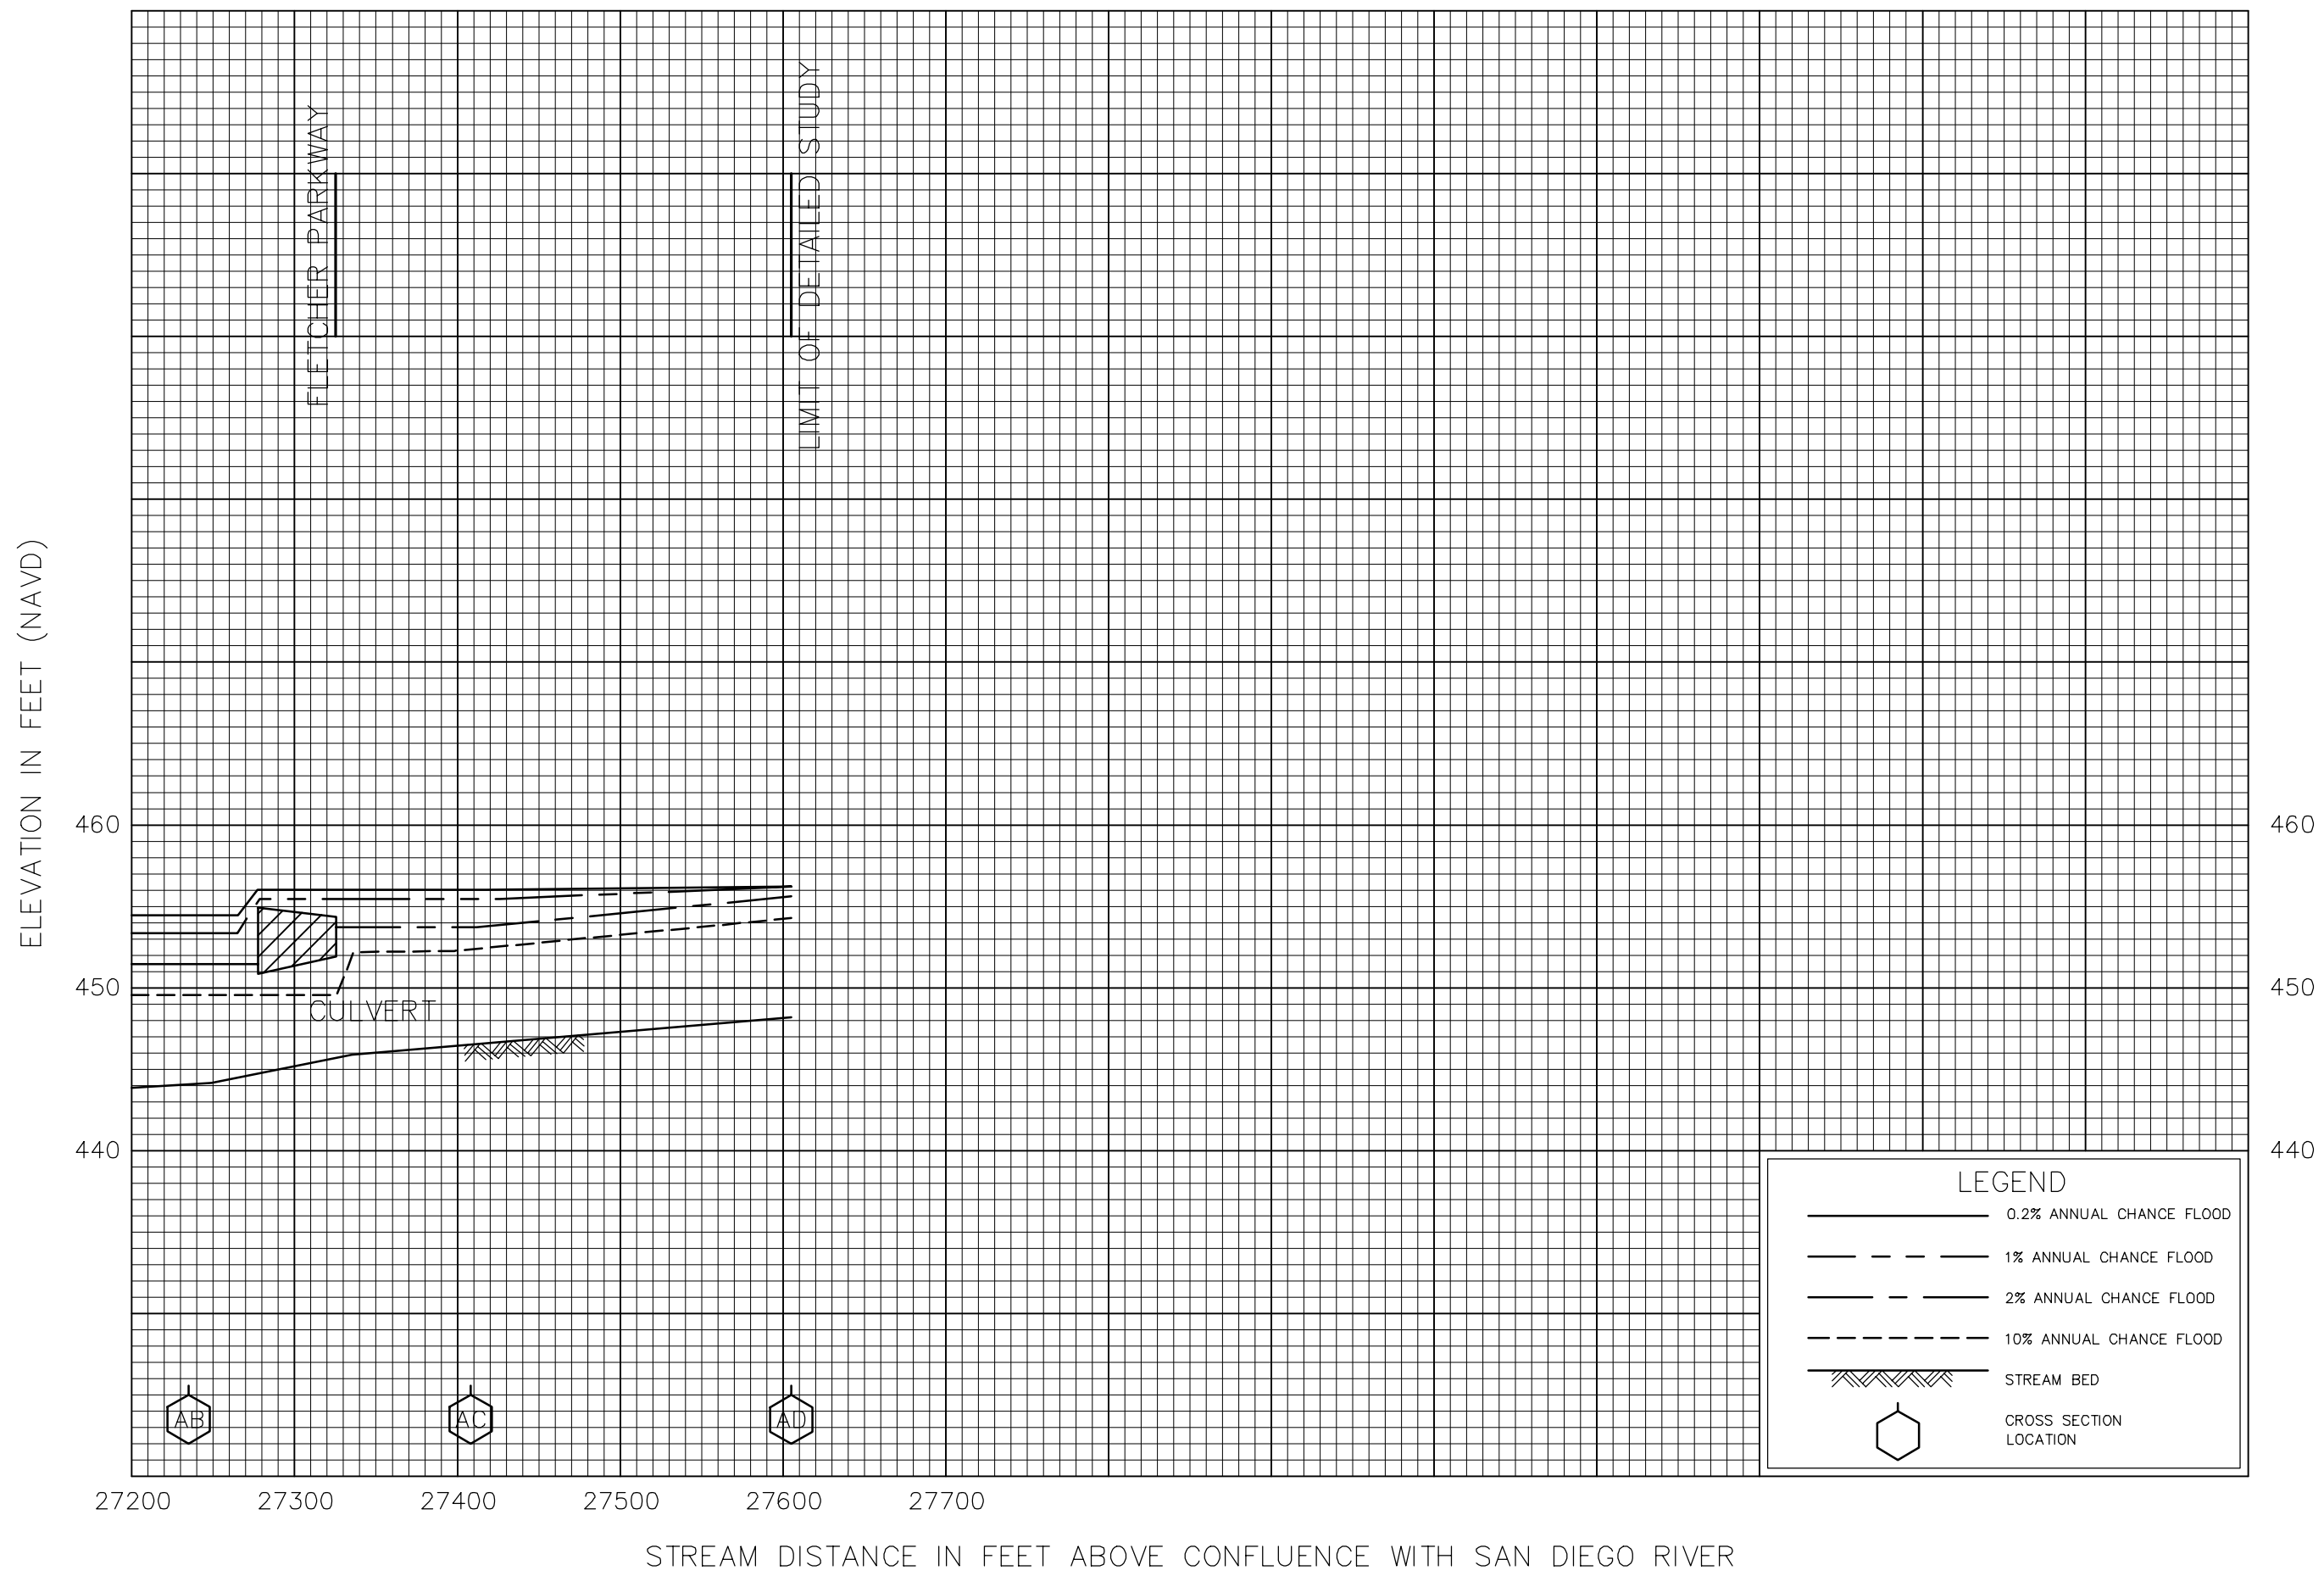 FLETCHER PARKWAY
LIMIT OF DETAILED STUDY
ELEVATION IN FEET (NAVD)
460
460
450
450
CULVERT
440
440
LEGEND
0.2% ANNUAL CHANCE FLOOD
1% ANNUAL CHANCE FLOOD
2% ANNUAL CHANCE FLOOD
10% ANNUAL CHANCE FLOOD
STREAM BED
CROSS SECTION
LOCATION
AB
AC
AD
27200
27300
27400
27500
27600
27700
STREAM DISTANCE IN FEET ABOVE CONFLUENCE WITH SAN DIEGO RIVER